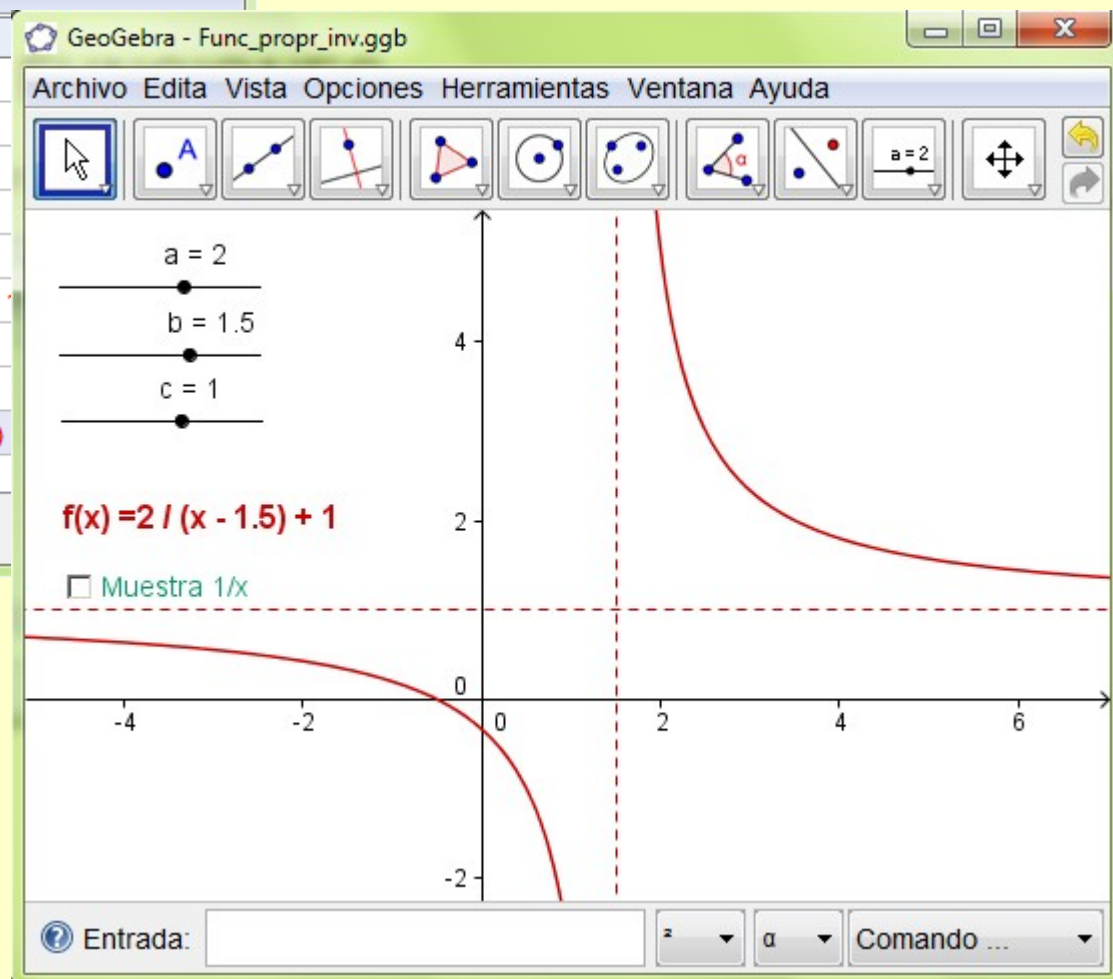 GeoGebra - Func_propr_inv.ggb
Archivo Edita Vista Opciones Herramientas Ventana Ayuda
A
α
a = 2
a = 2
b = 1.5
c = 1
f(x) =2 / (x - 1.5) + 1
Muestra 1/x
4
2
0
-2
-4 -2 0 2 4 6
Entrada: ² α Comando ...